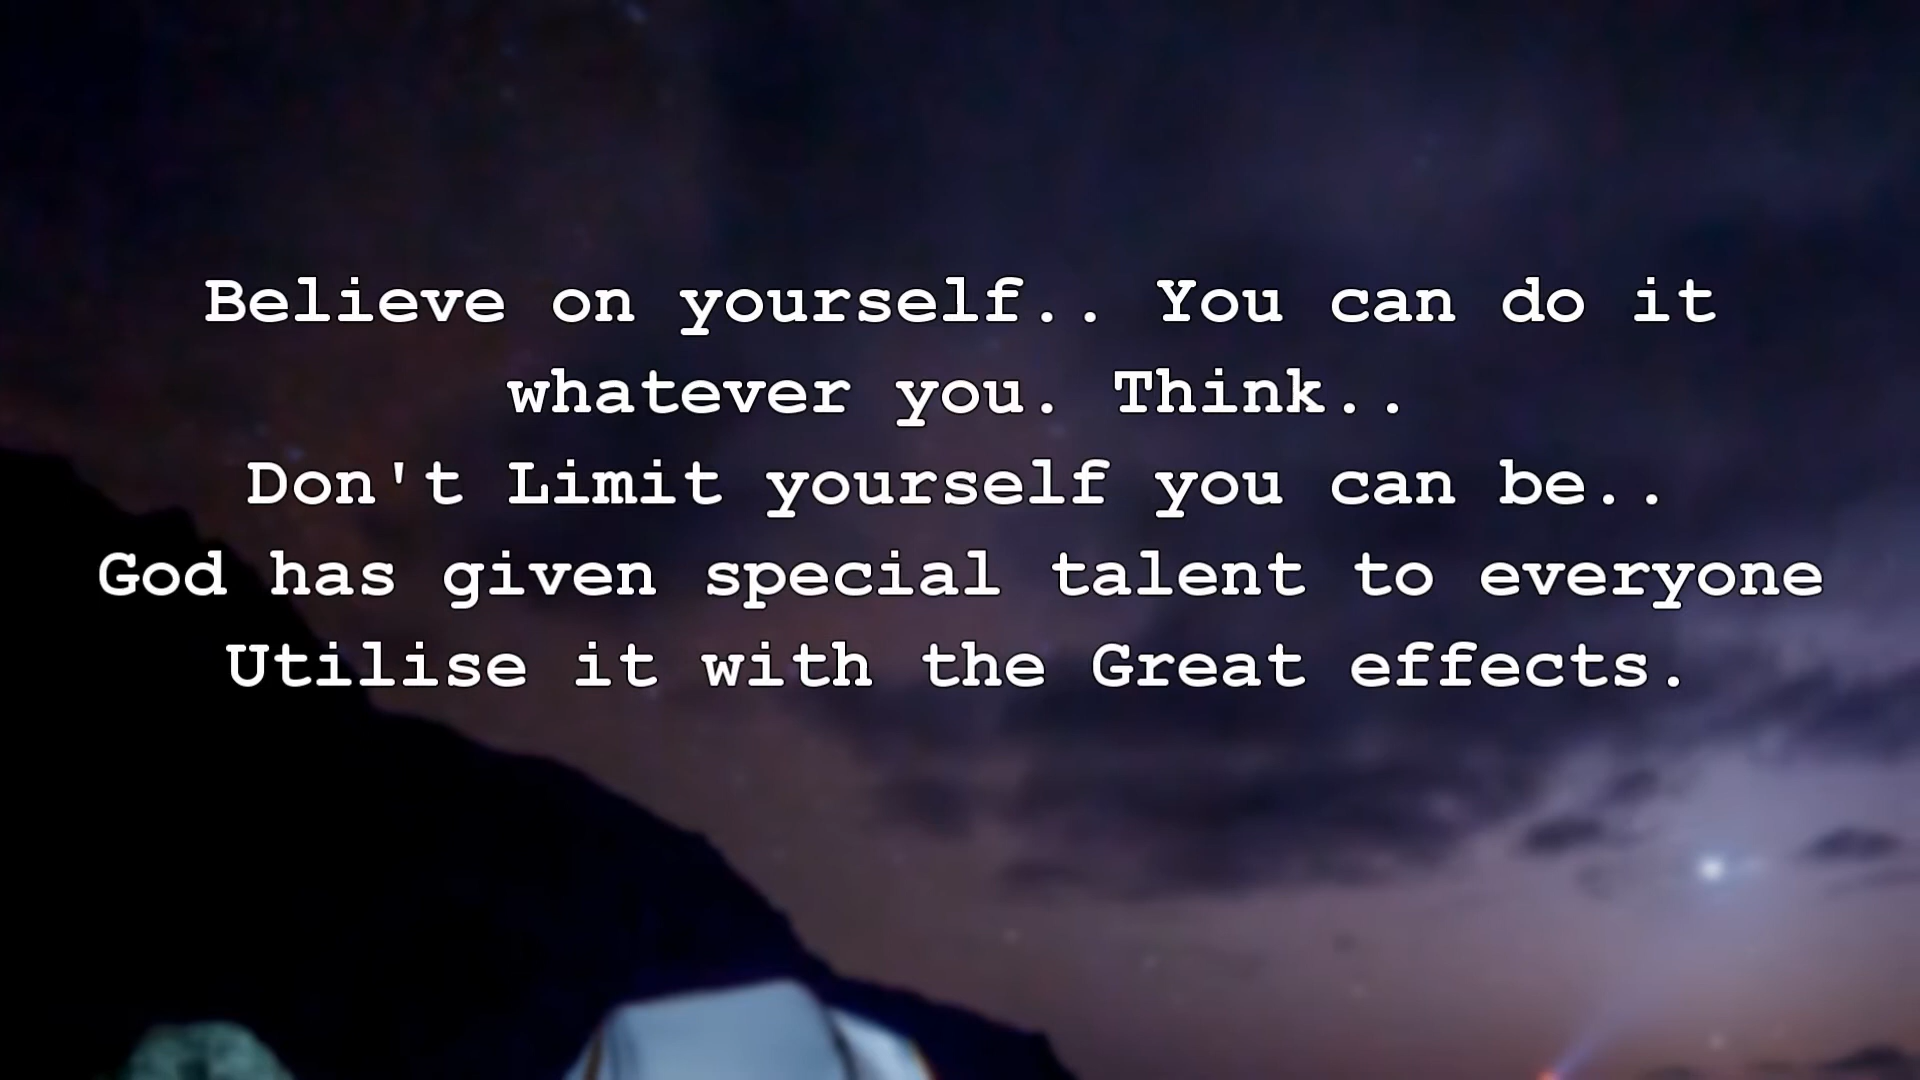 Believe on yourself.. You can do it
whatever you. Think..
Don't Limit yourself you can be..
God has given special talent to everyone
Utilise it with the Great effects.